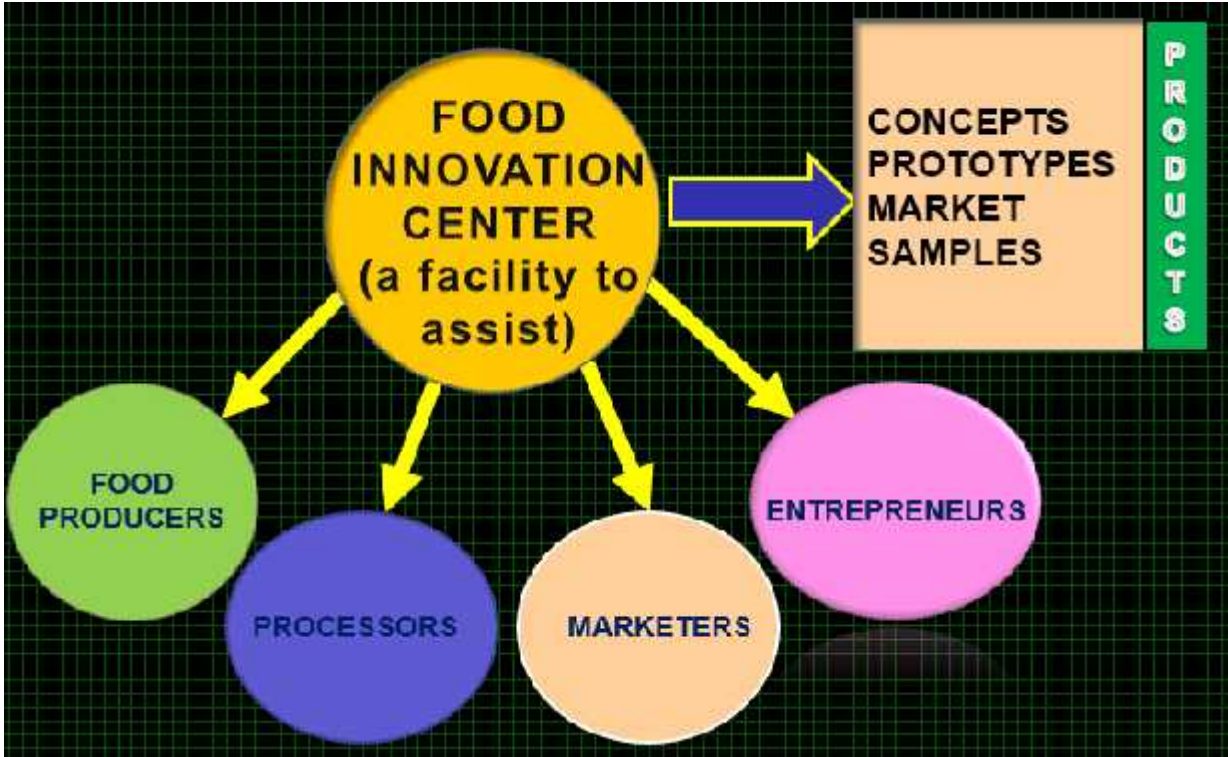 FOOD
INNOVATION
CENTER
(a facility to
assist)
CONCEPTS
PROTOTYPES
MARKET
SAMPLES
PRODUCTS
FOOD
PRODUCERS
PROCESSORS
MARKETERS
ENTREPRENEURS